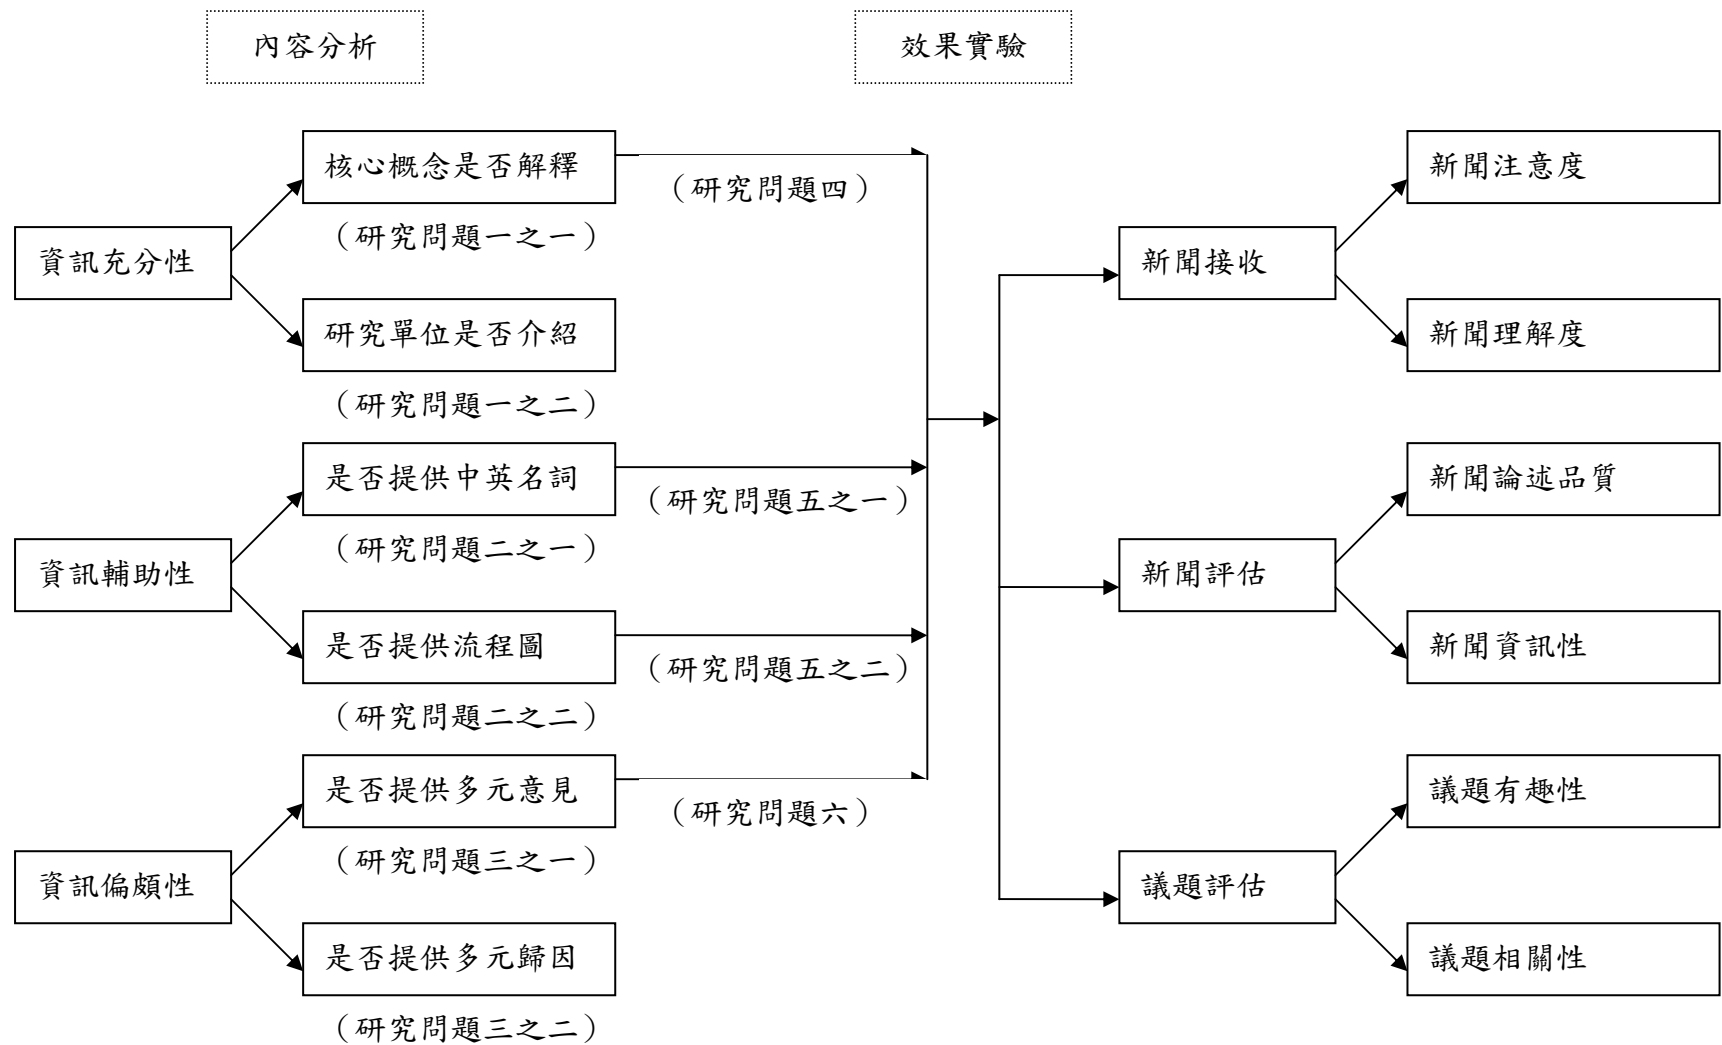 內容分析
效果實驗
核心概念是否解釋
(研究問題四)
新聞注意度
(研究問題一之一)
資訊充分性
新聞接收
研究單位是否介紹
新聞理解度
(研究問題一之二)
是否提供中英名詞
(研究問題五之一)
新聞論述品質
(研究問題二之一)
資訊輔助性
新聞評估
是否提供流程圖
(研究問題五之二)
新聞資訊性
(研究問題二之二)
是否提供多元意見
(研究問題六)
議題有趣性
(研究問題三之一)
資訊偏頗性
議題評估
是否提供多元歸因
議題相關性
(研究問題三之二)